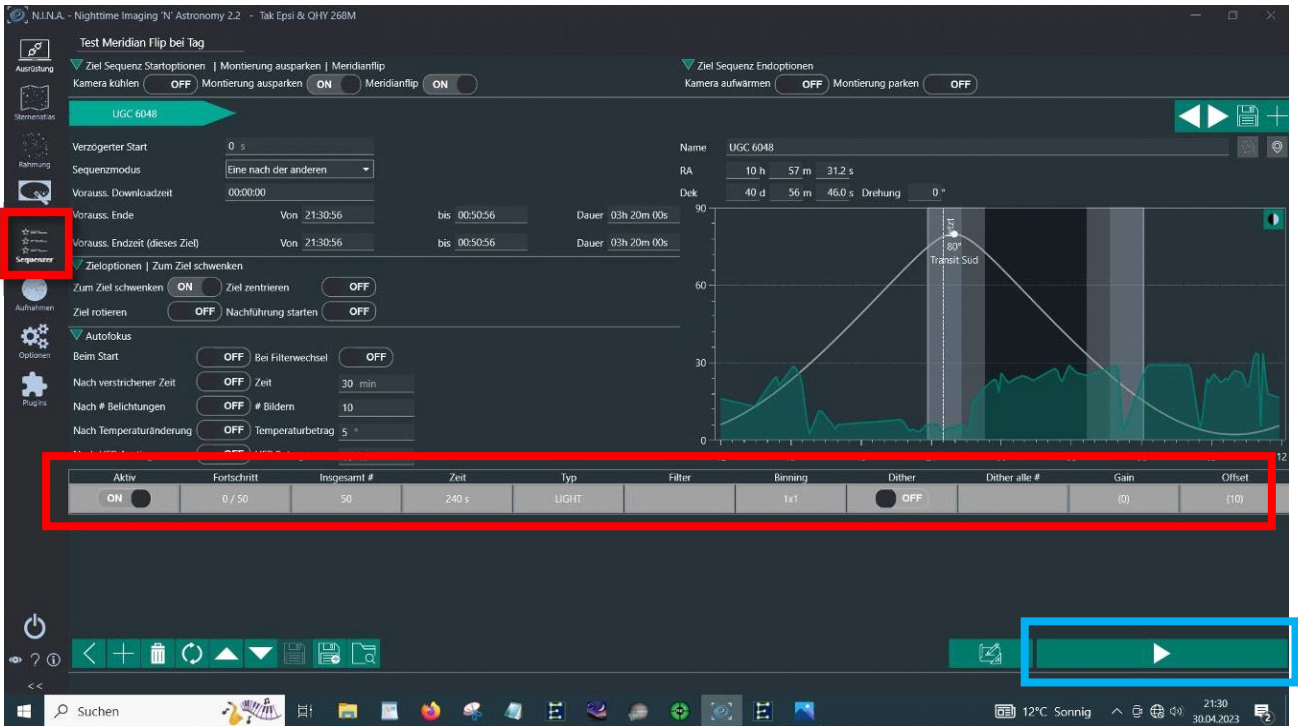 N.I.N.A. - Nighttime Imaging 'N' Astronomy 2.2 - Tak Epsi & QHY 268M
Test Meridian Flip bei Tag
Ausrüstung
Sternenatlas
Rahmung
Sequenzer
Aufnahmen
Optionen
Plugins
<<
Ziel Sequenz Startoptionen | Montierung ausparken | Meridianflip
Kamera kühlen OFF Montierung ausparken ON Meridianflip ON
Ziel Sequenz Endoptionen
Kamera aufwärmen OFF Montierung parken OFF
UGC 6048
Verzögerter Start 0 s
Sequenzmodus Eine nach der anderen
Vorauss. Downloadzeit 00:00:00
Vorauss. Ende Von 21:30:56 bis 00:50:56 Dauer 03h 20m 00s
Vorauss. Endzeit (dieses Ziel) Von 21:30:56 bis 00:50:56 Dauer 03h 20m 00s
Zieloptionen | Zum Ziel schwenken
Zum Ziel schwenken ON Ziel zentrieren OFF
Ziel rotieren OFF Nachführung starten OFF
Autofokus
Beim Start OFF Bei Filterwechsel OFF
Nach verstrichener Zeit OFF Zeit 30 min
Nach # Belichtungen OFF # Bildern 10
Nach Temperaturänderung OFF Temperaturbetrag 5 °
Name UGC 6048
RA 10 h 57 m 31.2 s
Dek 40 d 56 m 46.0 s Drehung 0 °
90
60
30
0
Jetzt
80°
Transit Süd
12
Aktiv Fortschritt Insgesamt # Zeit Typ Filter Binning Dither Dither alle # Gain Offset
ON 0 / 50 50 240 s LIGHT 1x1 OFF (0) (10)
Suchen
12°C Sonnig
21:30
30.04.2023
2